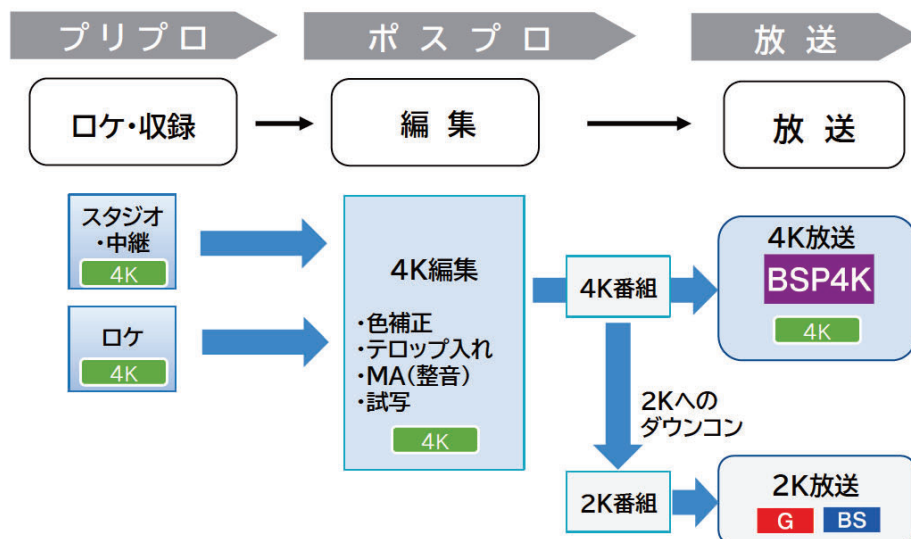 プリプロ
ポスプロ
放送
ロケ・収録
編集
放送
スタジオ
・中継
4K
ロケ
4K
4K編集
・色補正
・テロップ入れ
・MA(整音)
・試写
4K
4K番組
2Kへの
ダウンコン
2K番組
4K放送
BSP4K
4K
2K放送
G BS